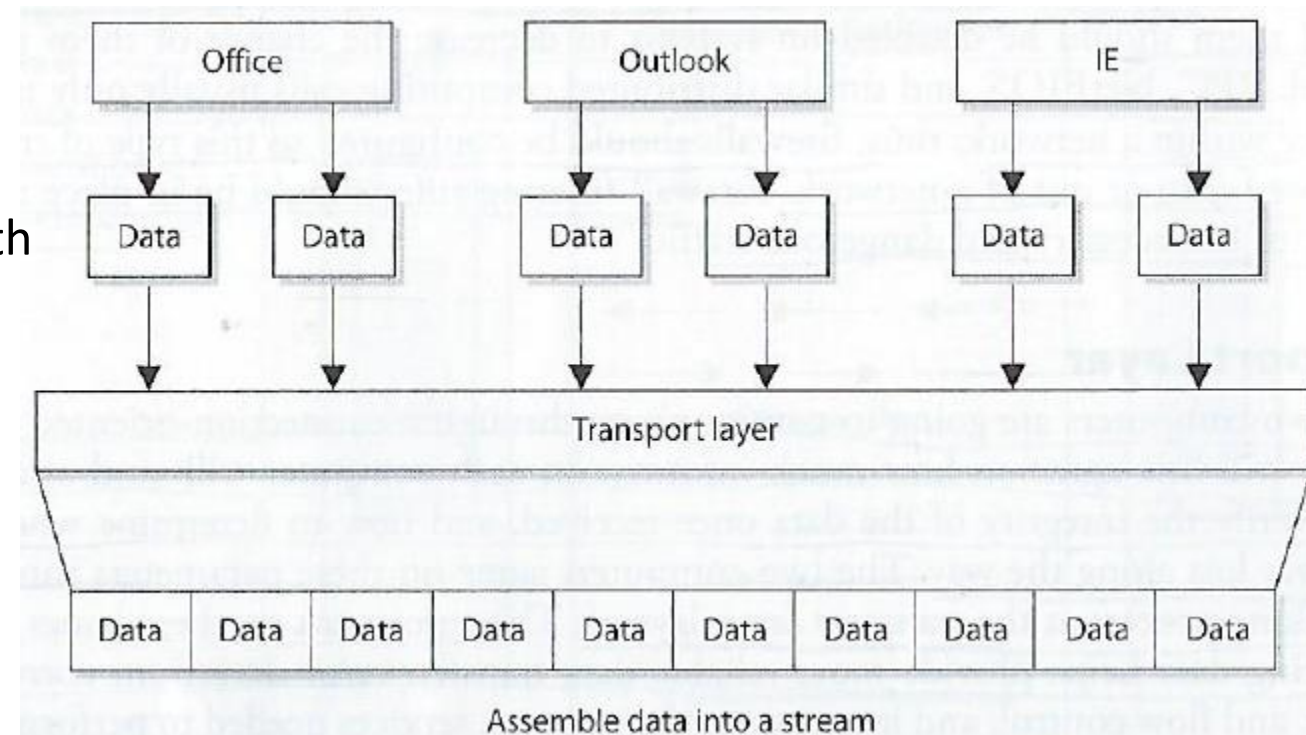 Office Outlook IE
th
Data Data Data Data Data Data
Transport layer
Data Data Data Data Data Data Data Data Data Data
Assemble data into a stream